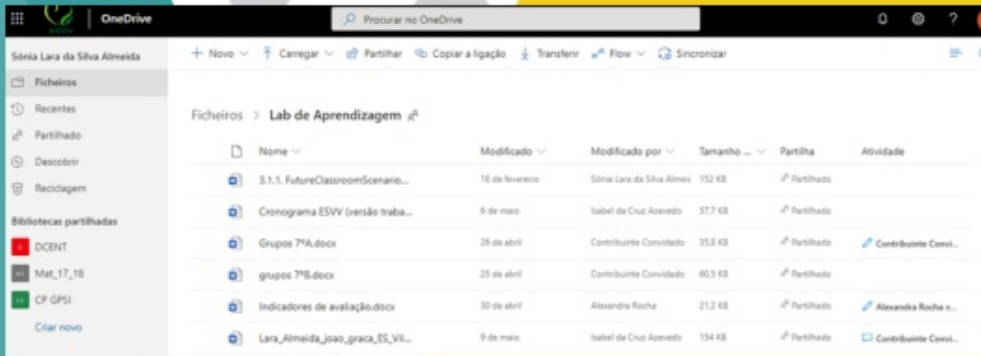 OneDrive
Procurar no OneDrive
?
Sónia Lara da Silva Almeida
+ Novo
Carregar
Partilhar
Copiar a ligação
Transferir
Flow
Sincronizar
Ficheiros
Recentes
Partilhado
Descobrir
Reciclagem
Bibliotecas partilhadas
DCENT
Mat_17_18
CP GPSI
Criar novo
Ficheiros > Lab de Aprendizagem
Nome Modificado Modificado por Tamanho ... Partilha Atividade
3.1.1. FutureClassroomScenario... 18 de fevereiro Sónia Lara da Silva Almeid 152 KB Partilhado
Cronograma ESVV (versão traba... 6 de maio Isabel da Cruz Azevedo 57,7 KB Partilhado
Grupos 7ºA.docx 26 de abril Contribuinte Convidado 35,8 KB Partilhado Contribuinte Convi...
grupos 7ºB.docx 25 de abril Contribuinte Convidado 60,5 KB Partilhado
Indicadores de avaliação.docx 30 de abril Alexandra Rocha 21,2 KB Partilhado Alexandra Rocha e...
Lara_Almeida_joao_graca_ES_Vil... 9 de maio Isabel da Cruz Azevedo 154 KB Partilhado Contribuinte Convi...